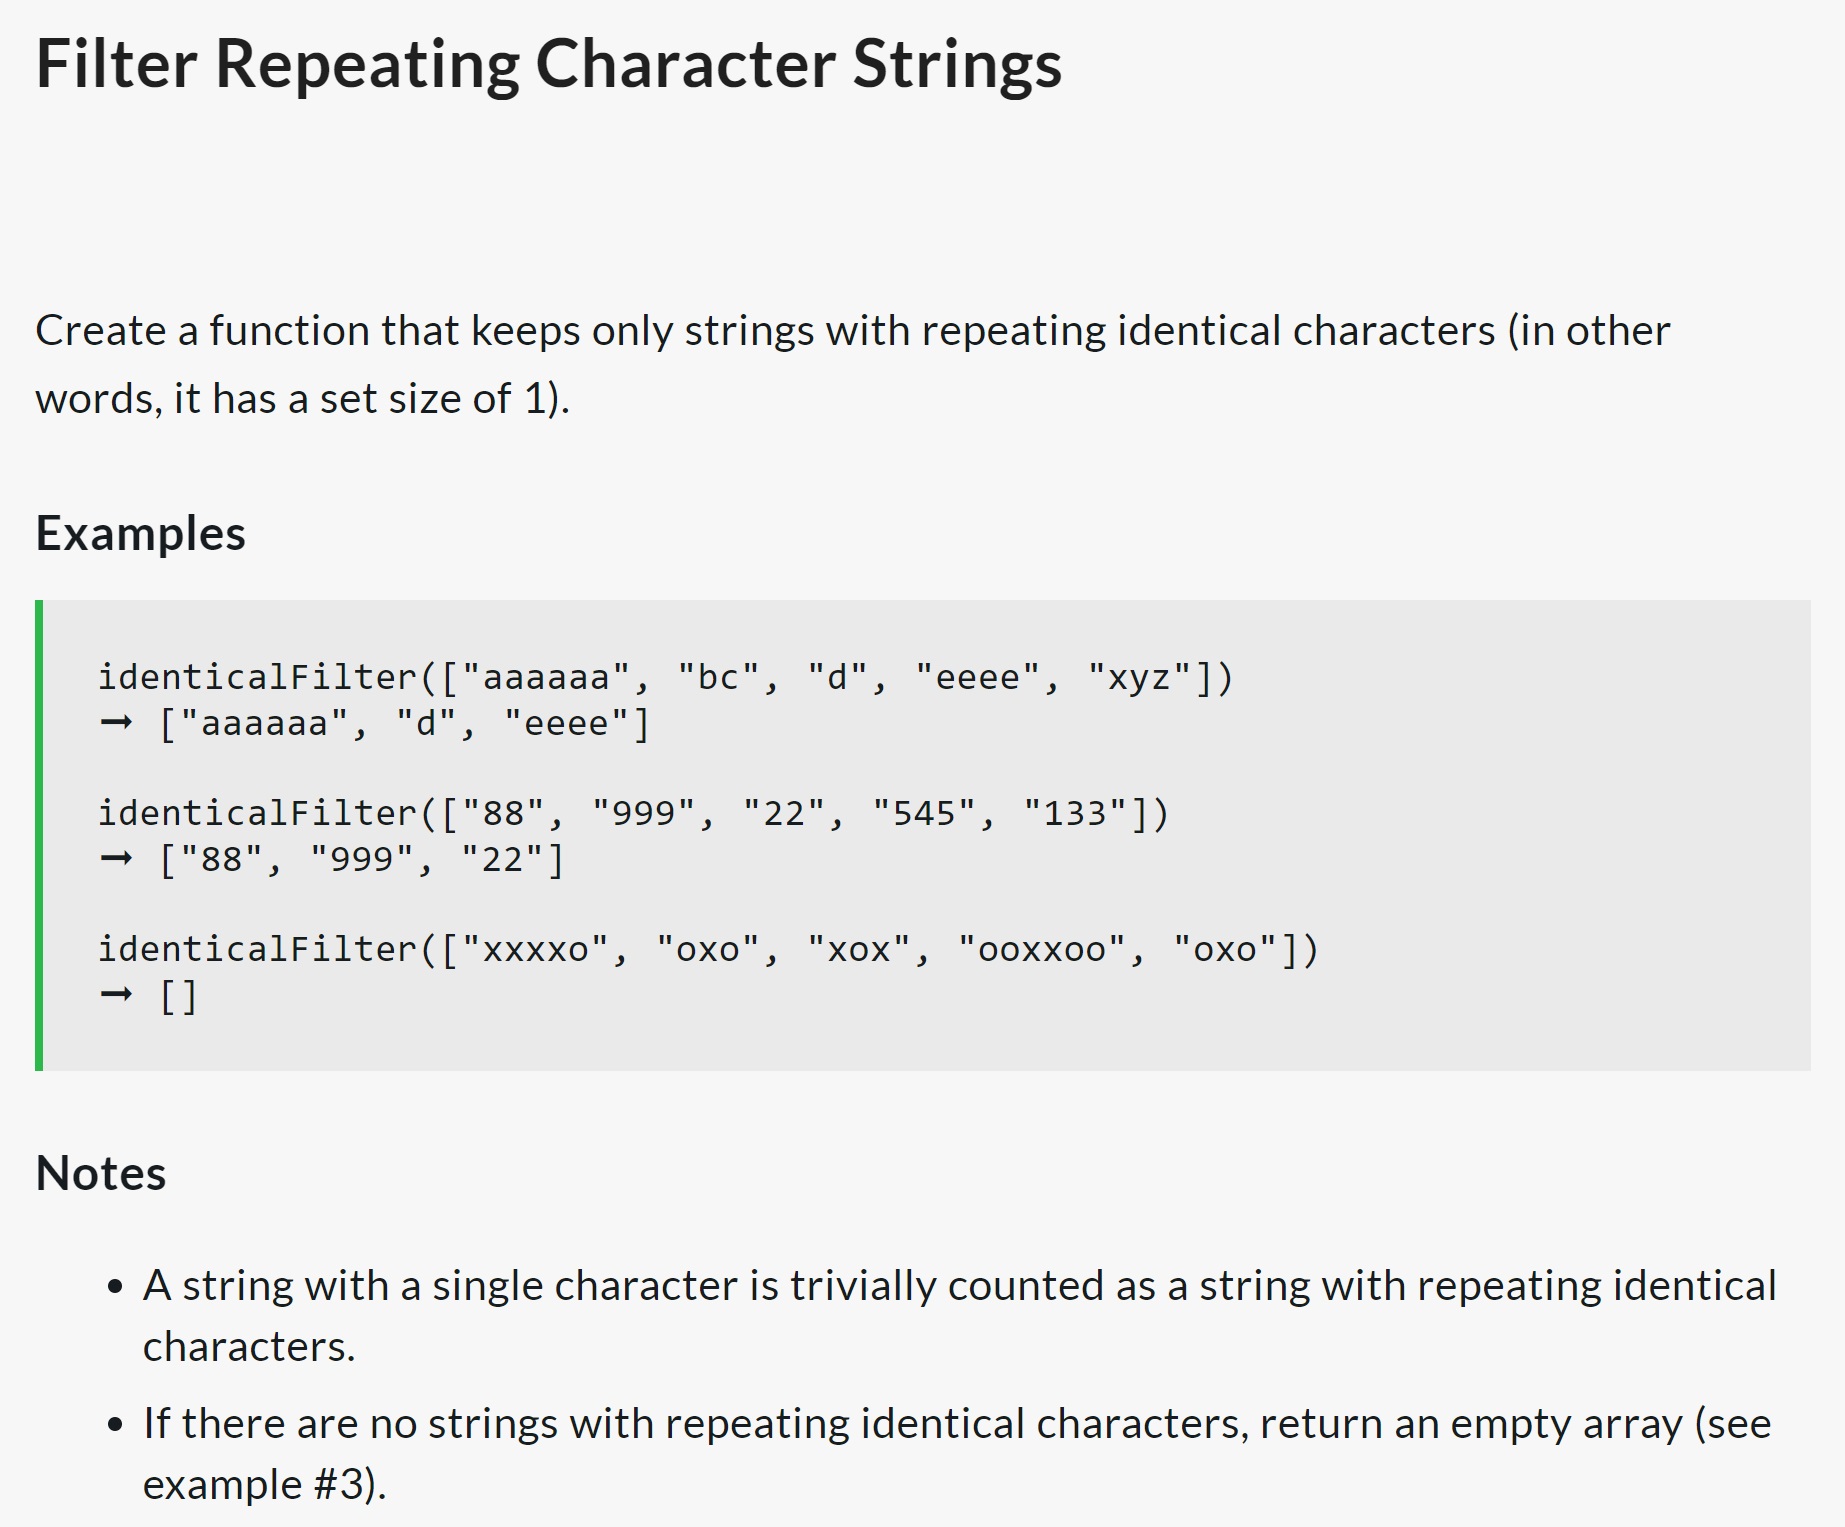 Filter Repeating Character Strings
Create a function that keeps only strings with repeating identical characters (in other
words, it has a set size of 1).
Examples
identicalFilter(["aaaaaa", "bc", "d", "eeee", "xyz"])
➞ ["aaaaaa", "d", "eeee"]
identicalFilter(["88", "999", "22", "545", "133"])
➞ ["88", "999", "22"]
identicalFilter(["xxxxo", "oxo", "xox", "ooxxoo", "oxo"])
➞ []
Notes
• A string with a single character is trivially counted as a string with repeating identical
characters.
• If there are no strings with repeating identical characters, return an empty array (see
example #3).